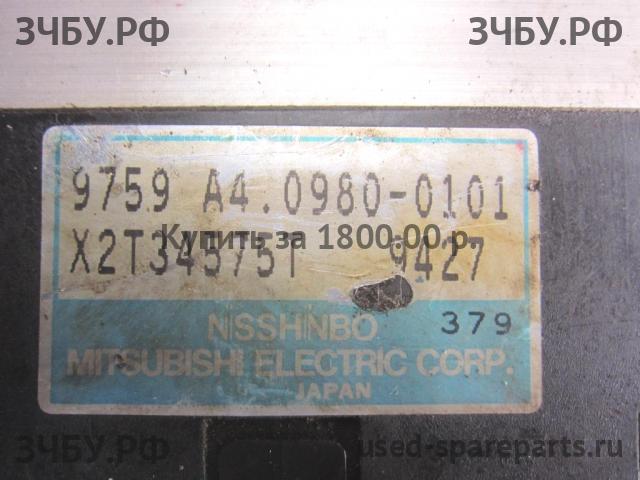 ЗЧБУ.РФ ЗЧБУ.РФ
9759 A4.0980-0101
Купить за 1800.00 р.
X2T34575T 9427
NISSHINBO 379
MITSUBISHI ELECTRIC CORP.
JAPAN
ЗЧБУ.РФ used-spareparts.ru